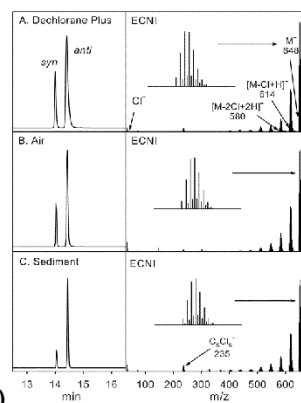 A. Dechlorane Plus
syn
anti
ECNI
M⁻
648
[M-Cl+H]⁻
614
[M-2Cl+2H]⁻
580
Cl⁻
B. Air
ECNI
C. Sediment
ECNI
C₅Cl₅⁻
235
13 14 15 16
min
100 200 300 400 500 600
m/z